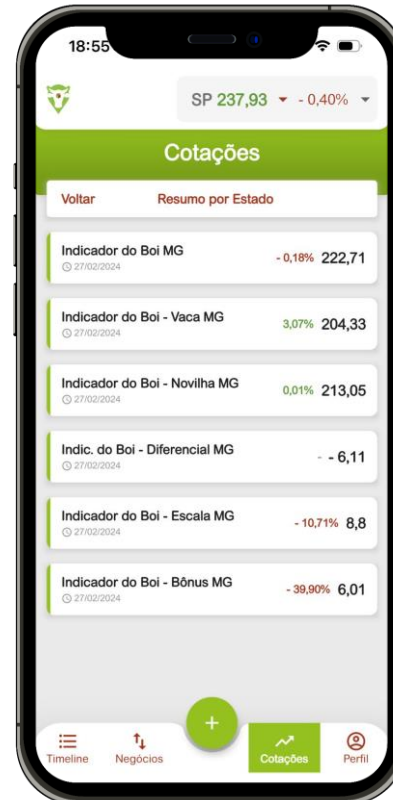 18:55
SP 237,93 - 0,40%
Cotações
Voltar Resumo por Estado
Indicador do Boi MG
27/02/2024
- 0,18% 222,71
Indicador do Boi - Vaca MG
27/02/2024
3,07% 204,33
Indicador do Boi - Novilha MG
27/02/2024
0,01% 213,05
Indic. do Boi - Diferencial MG
27/02/2024
- - 6,11
Indicador do Boi - Escala MG
27/02/2024
- 10,71% 8,8
Indicador do Boi - Bônus MG
27/02/2024
- 39,90% 6,01
+
Timeline Negócios Cotações Perfil